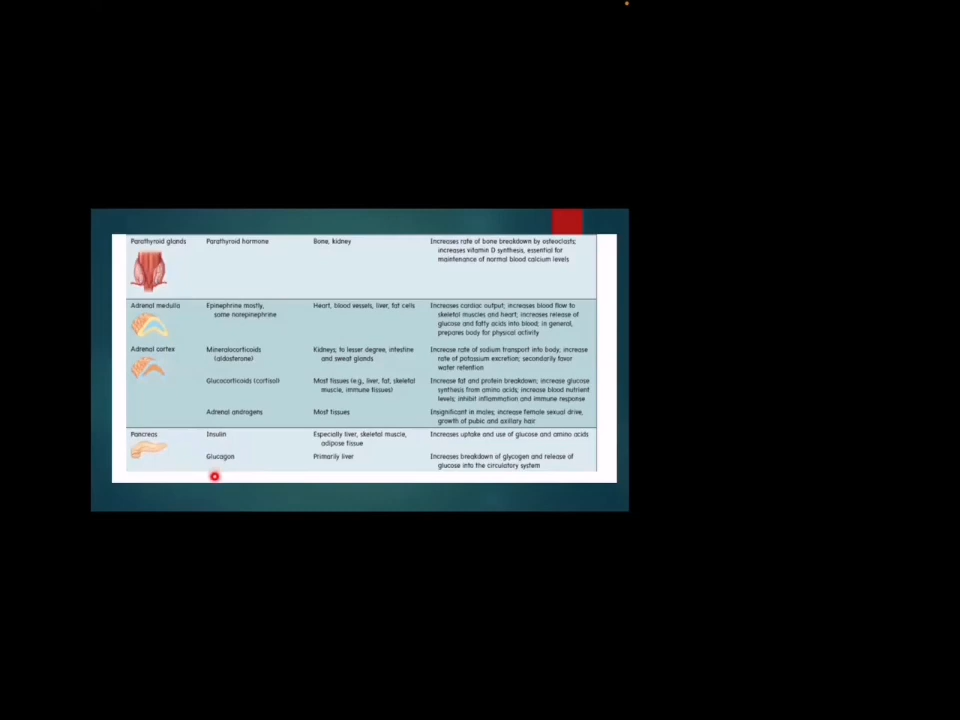 Parathyroid glands Parathyroid hormone Bone, kidney Increases rate of bone breakdown by osteoclasts;
increases vitamin D synthesis, essential for
maintenance of normal blood calcium levels
Adrenal medulla Epinephrine mostly, Heart, blood vessels, liver, fat cells Increases cardiac output; increases blood flow to
some norepinephrine skeletal muscles and heart; increases release of
glucose and fatty acids into blood; in general,
prepares body for physical activity
Adrenal cortex Mineralocorticoids Kidneys; to lesser degree, intestine Increase rate of sodium transport into body; increase
(aldosterone) and sweat glands rate of potassium excretion; secondarily favor
water retention
Glucocorticoids (cortisol) Most tissues (e.g., liver, fat, skeletal Increase fat and protein breakdown; increase glucose
muscle, immune tissues) synthesis from amino acids; increase blood nutrient
levels; inhibit inflammation and immune response
Adrenal androgens Most tissues Insignificant in males; increase female sexual drive,
growth of pubic and axillary hair
Pancreas Insulin Especially liver, skeletal muscle, Increases uptake and use of glucose and amino acids
adipose tissue
Glucagon Primarily liver Increases breakdown of glycogen and release of
glucose into the circulatory system